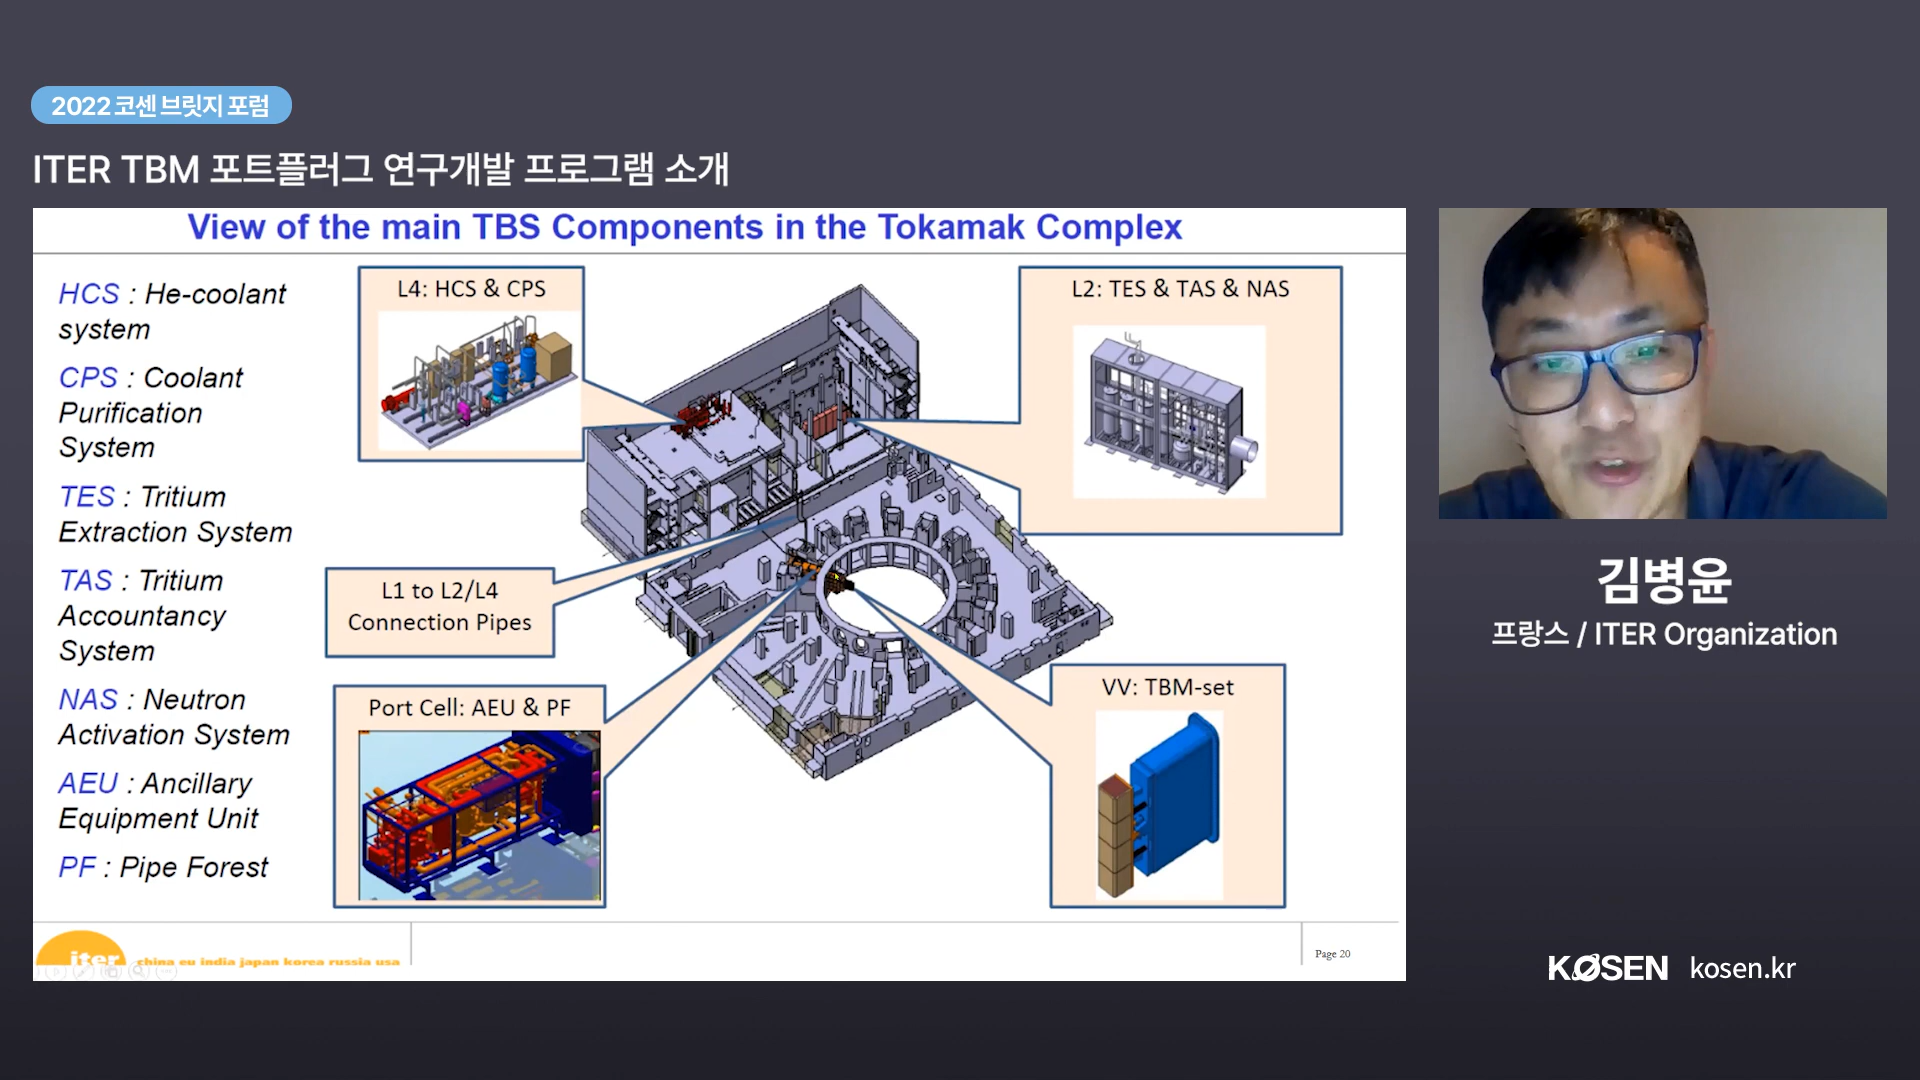 2022 코센 브릿지 포럼
ITER TBM 포트플러그 연구개발 프로그램 소개
View of the main TBS Components in the Tokamak Complex
HCS : He-coolant
system
CPS : Coolant
Purification
System
TES : Tritium
Extraction System
TAS : Tritium
Accountancy
System
NAS : Neutron
Activation System
AEU : Ancillary
Equipment Unit
PF : Pipe Forest
L4: HCS & CPS
L2: TES & TAS & NAS
L1 to L2/L4
Connection Pipes
Port Cell: AEU & PF
VV: TBM-set
iter
china eu india japan korea russia usa
Page 20
김병윤
프랑스 / ITER Organization
KOSEN kosen.kr